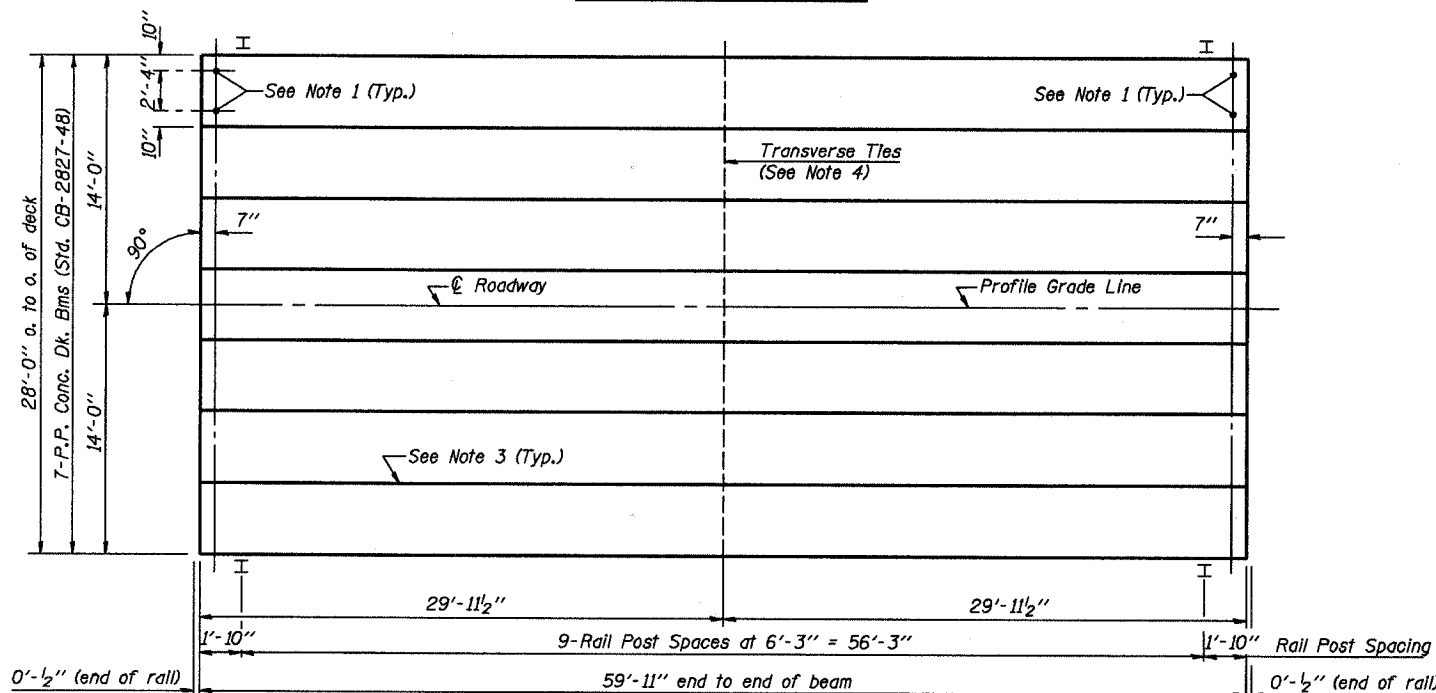 10"
2'-4"
10"
See Note 1 (Typ.)
See Note 1 (Typ.)
Transverse Ties
(See Note 4)
28'-0" o. to o. of deck
7-P.P. Conc. Dk. Bms (Std. CB-2827-48)
14'-0"
14'-0"
90°
7"
7"
℄ Roadway
Profile Grade Line
See Note 3 (Typ.)
29'-11½"
29'-11½"
1'-10"
9-Rail Post Spaces at 6'-3" = 56'-3"
1'-10"
Rail Post Spacing
0'-½" (end of rail)
59'-11" end to end of beam
0'-½" (end of rail)